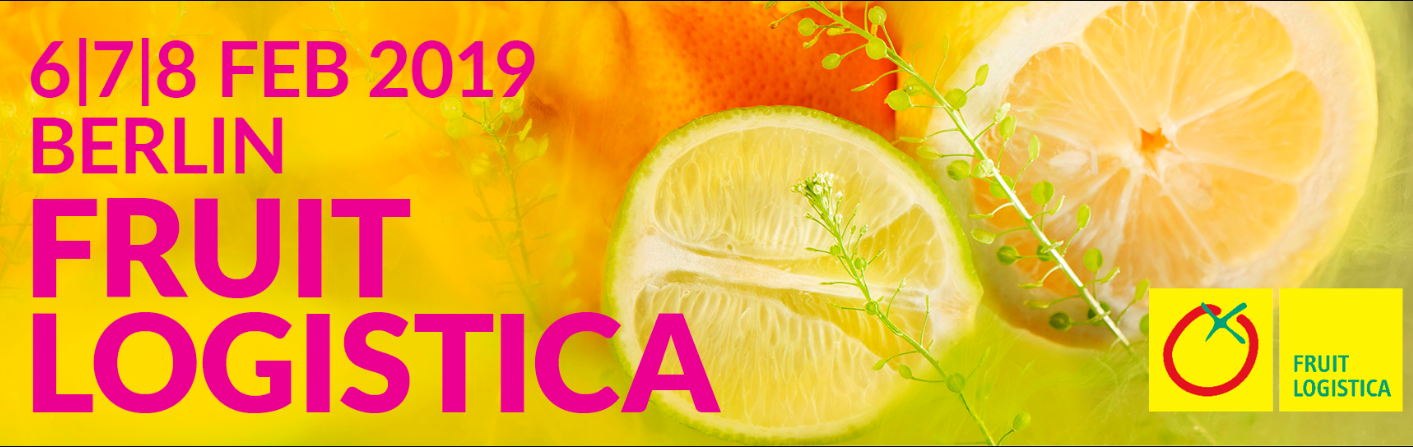 6|7|8 FEB 2019
BERLIN
FRUIT
LOGISTICA
FRUIT
LOGISTICA